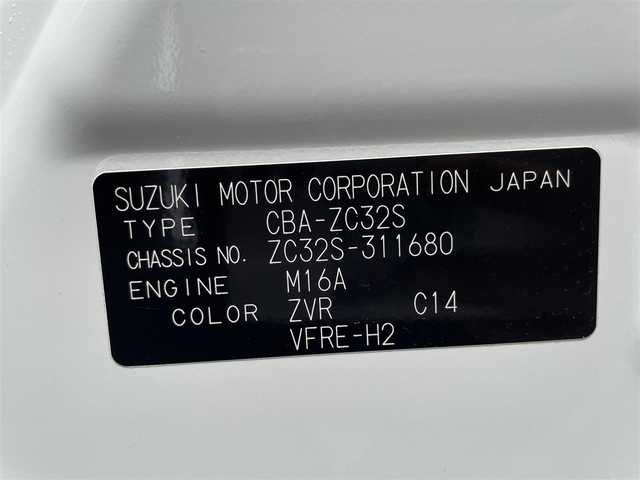 SUZUKI MOTOR CORPORATION JAPAN
TYPE CBA-ZC32S
CHASSIS NO. ZC32S-311680
ENGINE M16A
COLOR ZVR C14
VFRE-H2